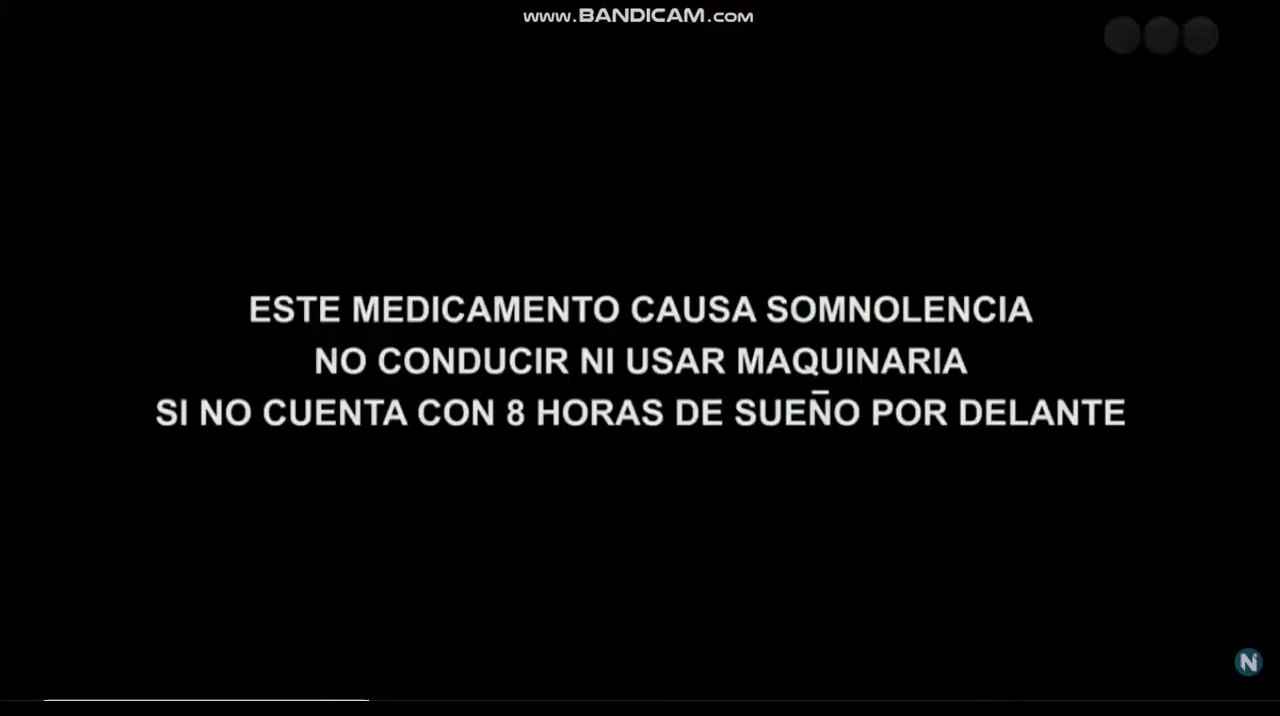 www.BANDICAM.COM
ESTE MEDICAMENTO CAUSA SOMNOLENCIA
NO CONDUCIR NI USAR MAQUINARIA
SI NO CUENTA CON 8 HORAS DE SUEÑO POR DELANTE
N